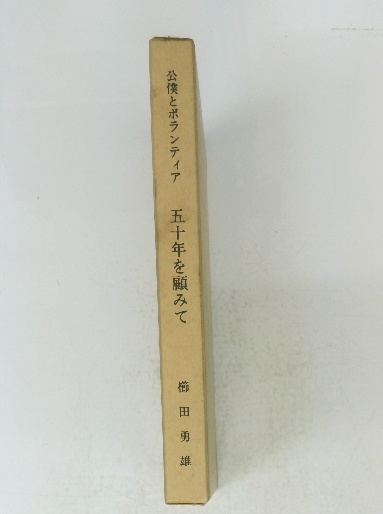 公僕とボランティア
五十年を顧みて
櫛田勇雄